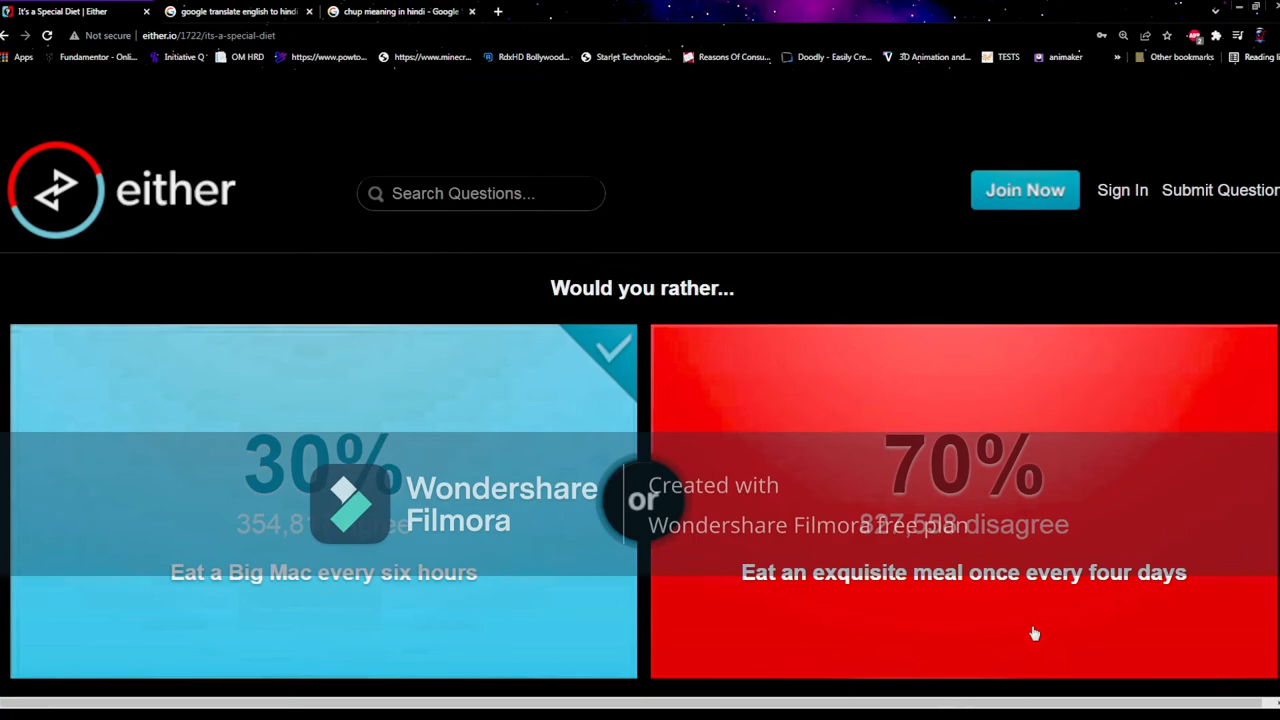 It's a Special Diet | Either
google translate english to hindi
chup meaning in hindi - Google
Not secure
either.io/1722/its-a-special-diet
Apps
Fundamentor - Onli...
Initiative Q
OM HRD
https://www.powto...
https://www.minecr...
RdxHD Bollywood...
Starlet Technologie...
Reasons Of Consu...
Doodly - Easily Cre...
3D Animation and...
TESTS
animaker
»
Other bookmarks
Reading li
either
Search Questions...
Join Now
Sign In
Submit Question
Would you rather...
30%
70%
or
Wondershare
Filmora
Created with
Wondershare Filmora free plan
disagree
Eat a Big Mac every six hours
Eat an exquisite meal once every four days